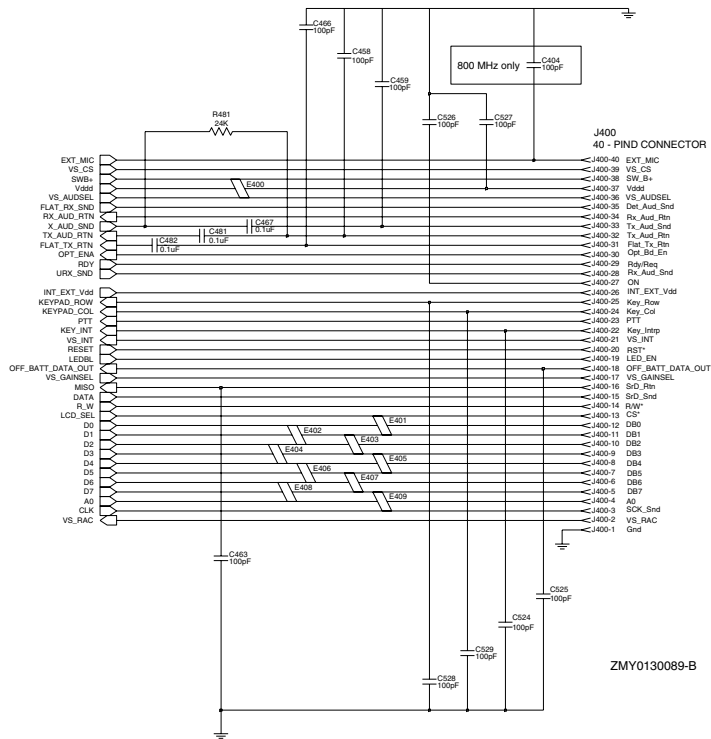 C466
100pF
C458
100pF
C459
100pF
800 MHz only
C404
100pF
C526
100pF
C527
100pF
R481
24K
J400
40 - PIND CONNECTOR
EXT_MIC J400-40 EXT_MIC
VS_CS J400-39 VS_CS
SWB+ J400-38 SW_B+
E400
Vddd J400-37 Vddd
VS_AUDSEL J400-36 VS_AUDSEL
FLAT_RX_SND J400-35 Det_Aud_Snd
RX_AUD_RTN J400-34 Rx_Aud_Rtn
X_AUD_SND C467 0.1uF J400-33 Tx_Aud_Snd
TX_AUD_RTN C481 0.1uF J400-32 Tx_Aud_Rtn
FLAT_TX_RTN C482 0.1uF J400-31 Flat_Tx_Rtn
OPT_ENA J400-30 Opt_Bd_En
RDY J400-29 Rdy/Req
URX_SND J400-28 Rx_Aud_Snd
J400-27 ON
INT_EXT_Vdd J400-26 INT_EXT_Vdd
KEYPAD_ROW J400-25 Key_Row
KEYPAD_COL J400-24 Key_Col
PTT J400-23 PTT
KEY_INT J400-22 Key_Intrp
VS_INT J400-21 VS_INT
RESET J400-20 RST*
LEDBL J400-19 LED_EN
OFF_BATT_DATA_OUT J400-18 OFF_BATT_DATA_OUT
VS_GAINSEL J400-17 VS_GAINSEL
MISO J400-16 SrD_Rtn
DATA J400-15 SrD_Snd
R_W J400-14 R/W*
LCD_SEL J400-13 CS*
E401
D0 J400-12 DB0
E402
D1 J400-11 DB1
E403
D2 J400-10 DB2
E404
D3 J400-9 DB3
E405
D4 J400-8 DB4
E406
D5 J400-7 DB5
E407
D6 J400-6 DB6
E408
D7 J400-5 DB7
E409
A0 J400-4 A0
CLK J400-3 SCK_Snd
VS_RAC J400-2 VS_RAC
J400-1 Gnd
C463
100pF
C525
100pF
C524
100pF
C529
100pF
C528
100pF
ZMY0130089-B